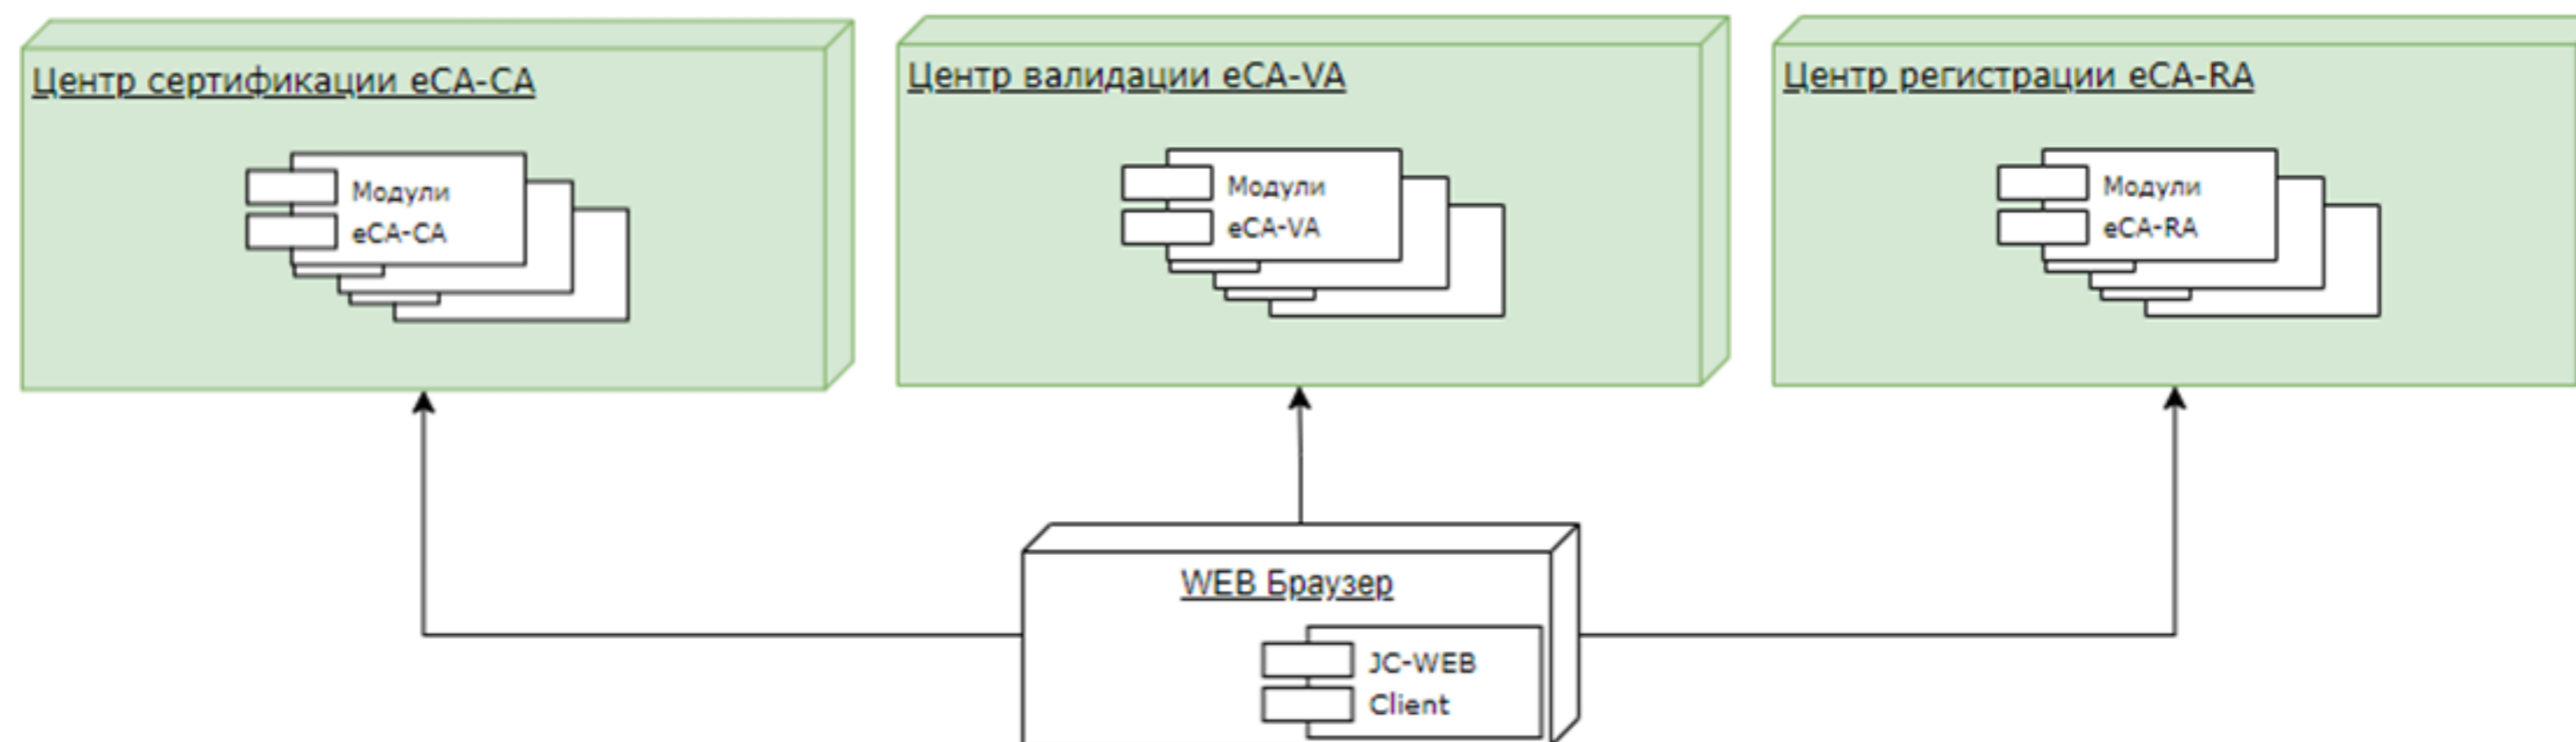 Центр сертификации eCA-CA
Модули
eCA-CA
Центр валидации eCA-VA
Модули
eCA-VA
Центр регистрации eCA-RA
Модули
eCA-RA
WEB Браузер
JC-WEB
Client